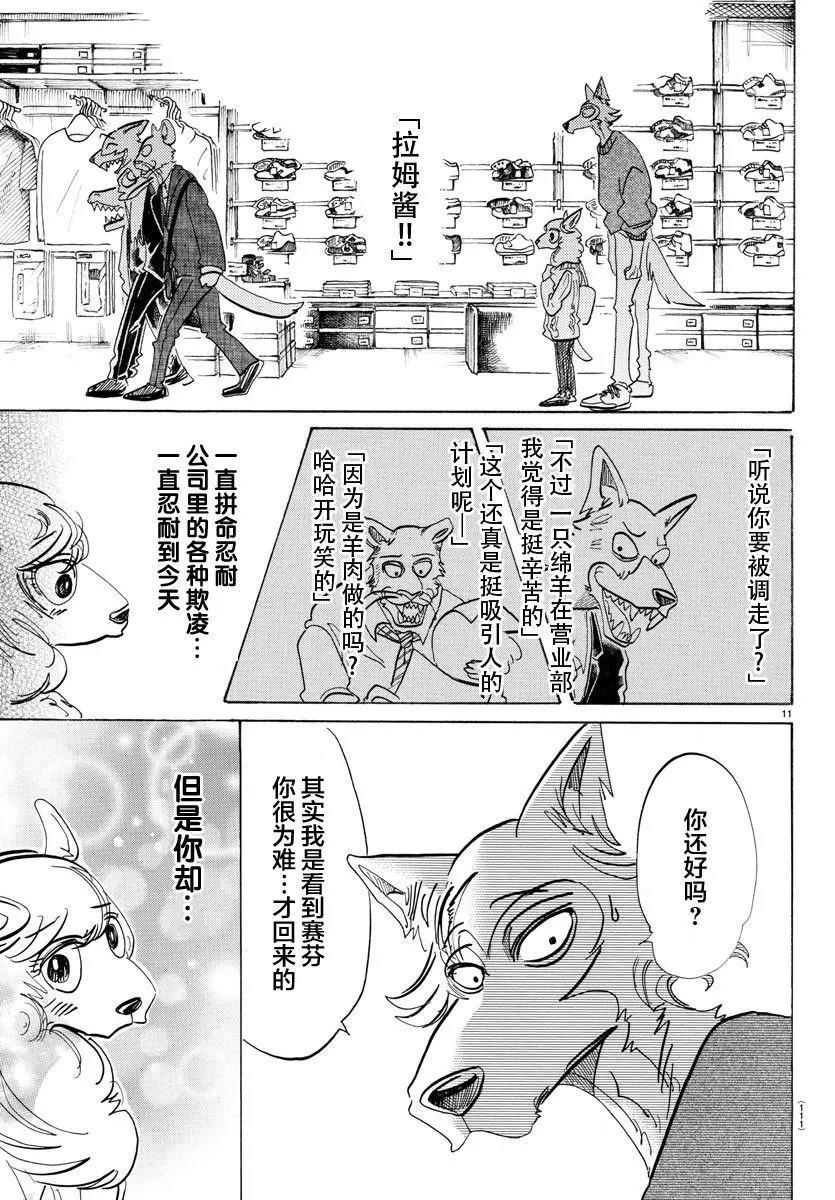 「拉姆酱!!」
「听说你要被调走了?」
「不过 一只绵羊在营业部
我觉得是挺辛苦的」
「这个还真是挺吸引人的
计划呢—」
「因为是羊肉做的吗?
哈哈开玩笑的」
一直拼命忍耐
公司里的各种欺凌…
一直忍耐到今天
11
你还好吗?
其实我是看到赛芬
你很为难…才回来的
但是你却…
(111)